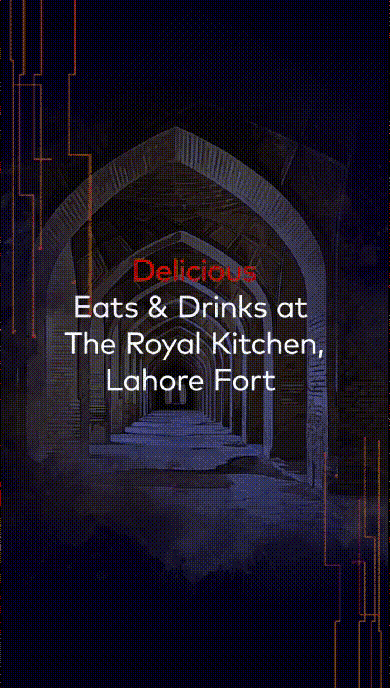 Delicious
Eats & Drinks at
The Royal Kitchen,
Lahore Fort